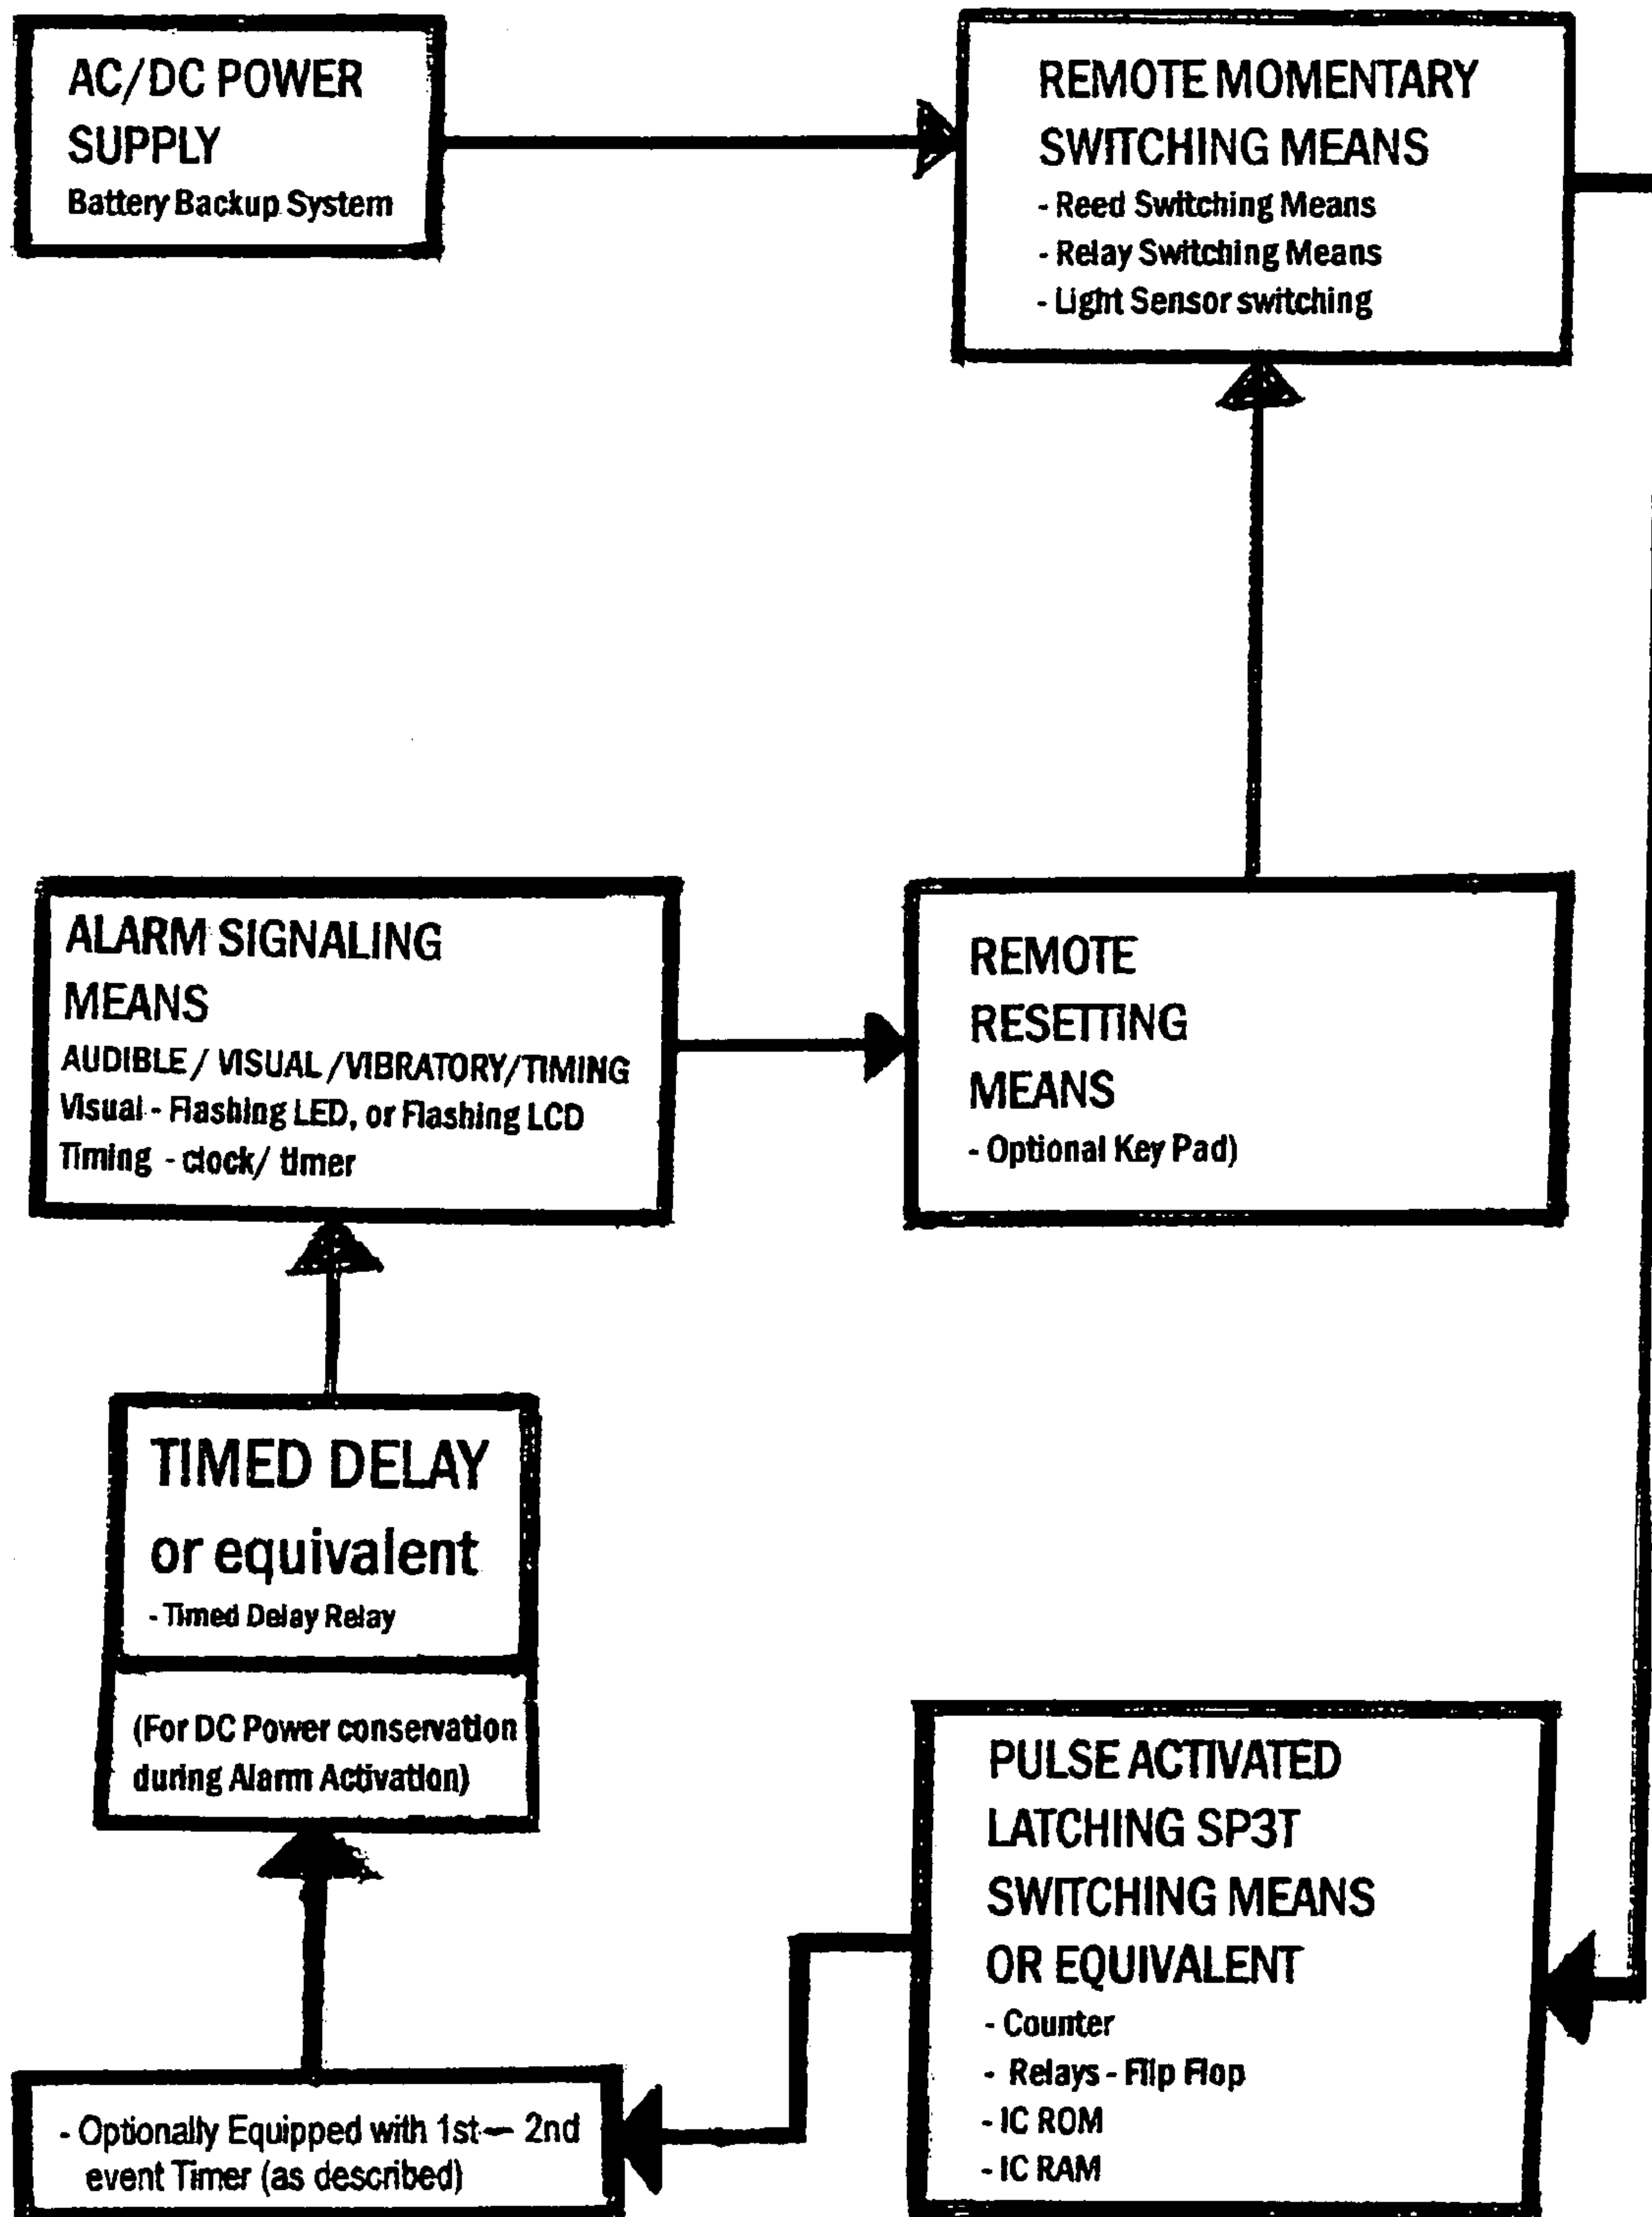 AC/DC POWER
SUPPLY
Battery Backup System
REMOTE MOMENTARY
SWITCHING MEANS
- Reed Switching Means
- Relay Switching Means
- Light Sensor switching
ALARM SIGNALING
MEANS
AUDIBLE / VISUAL / VIBRATORY/TIMING
Visual - Flashing LED, or Flashing LCD
Timing - clock/ timer
REMOTE
RESETTING
MEANS
- Optional Key Pad)
TIMED DELAY
or equivalent
- Timed Delay Relay
(For DC Power conservation
during Alarm Activation)
PULSE ACTIVATED
LATCHING SP3T
SWITCHING MEANS
OR EQUIVALENT
- Counter
- Relays - Flip Flop
- IC ROM
- IC RAM
- Optionally Equipped with 1st — 2nd
event Timer (as described)